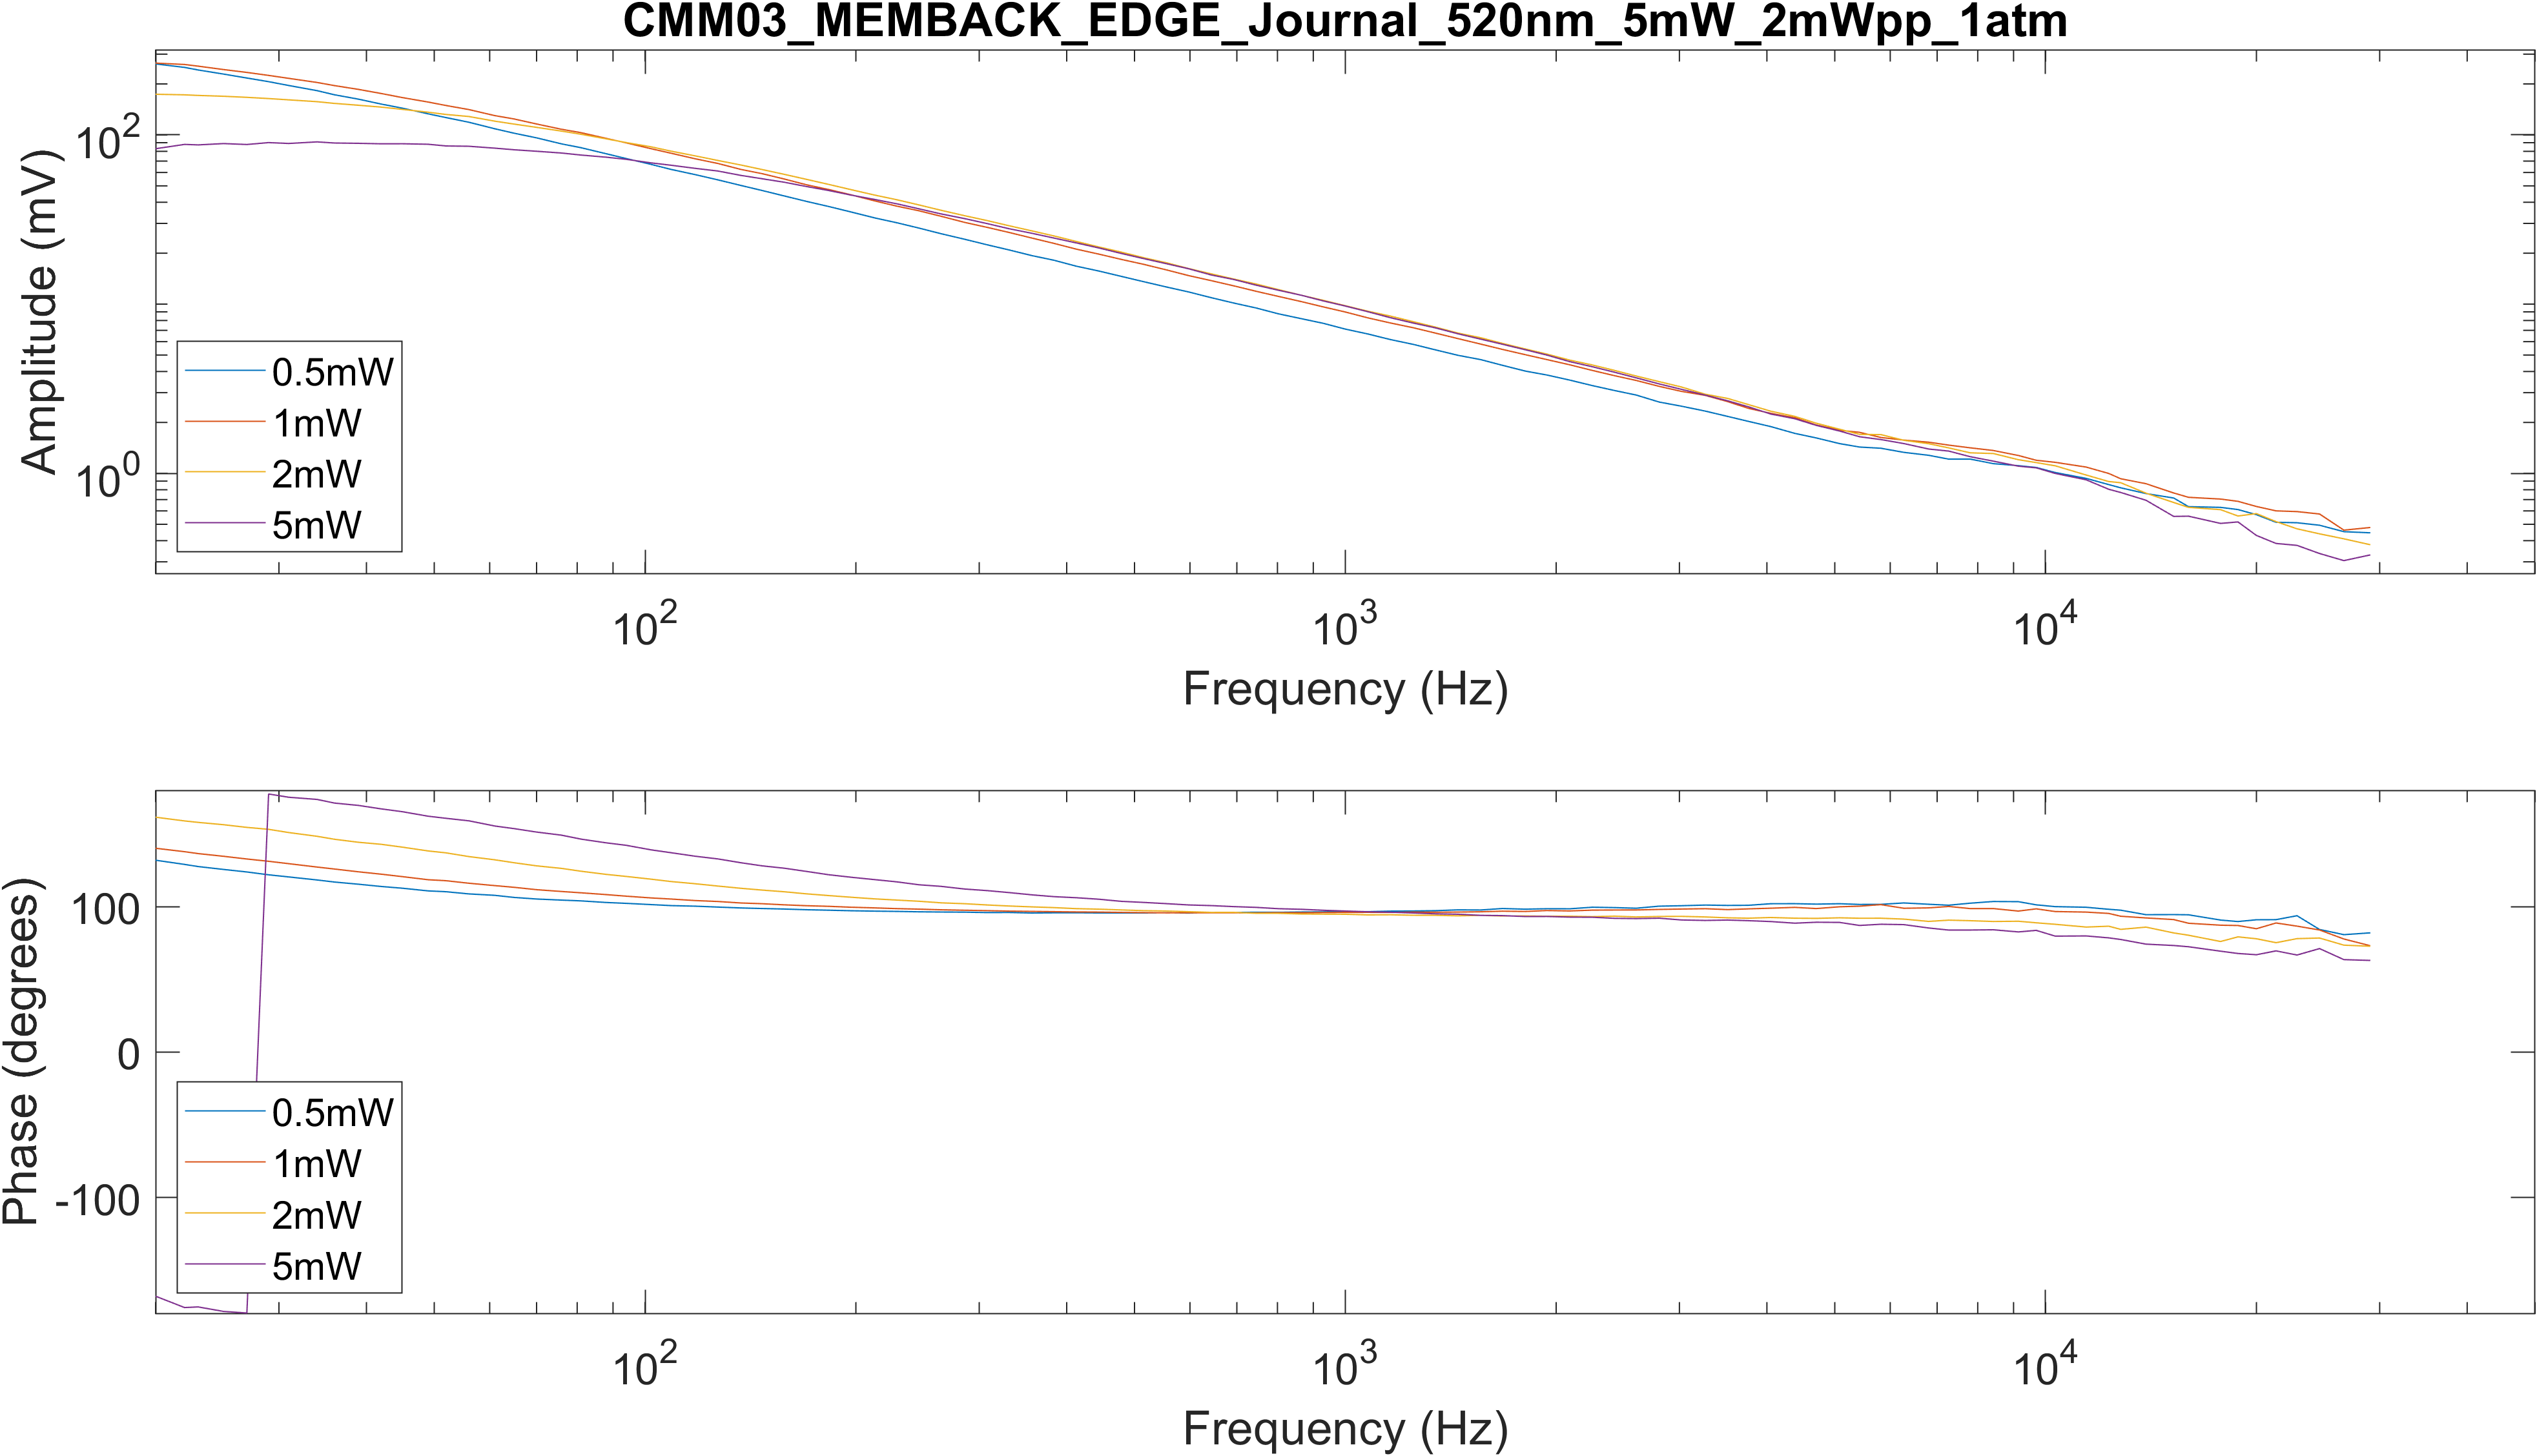 CMM03_MEMBACK_EDGE_Journal_520nm_5mW_2mWpp_1atm
Amplitude (mV)
10^2
10^0
0.5mW
1mW
2mW
5mW
10^2 10^3 10^4
Frequency (Hz)
Phase (degrees)
100
0
-100
0.5mW
1mW
2mW
5mW
10^2 10^3 10^4
Frequency (Hz)